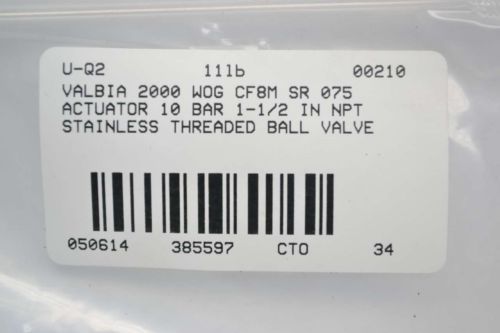 U-Q2 11lb 00210
VALBIA 2000 WOG CF8M SR 075
ACTUATOR 10 BAR 1-1/2 IN NPT
STAINLESS THREADED BALL VALVE
050614 385597 CTO 34